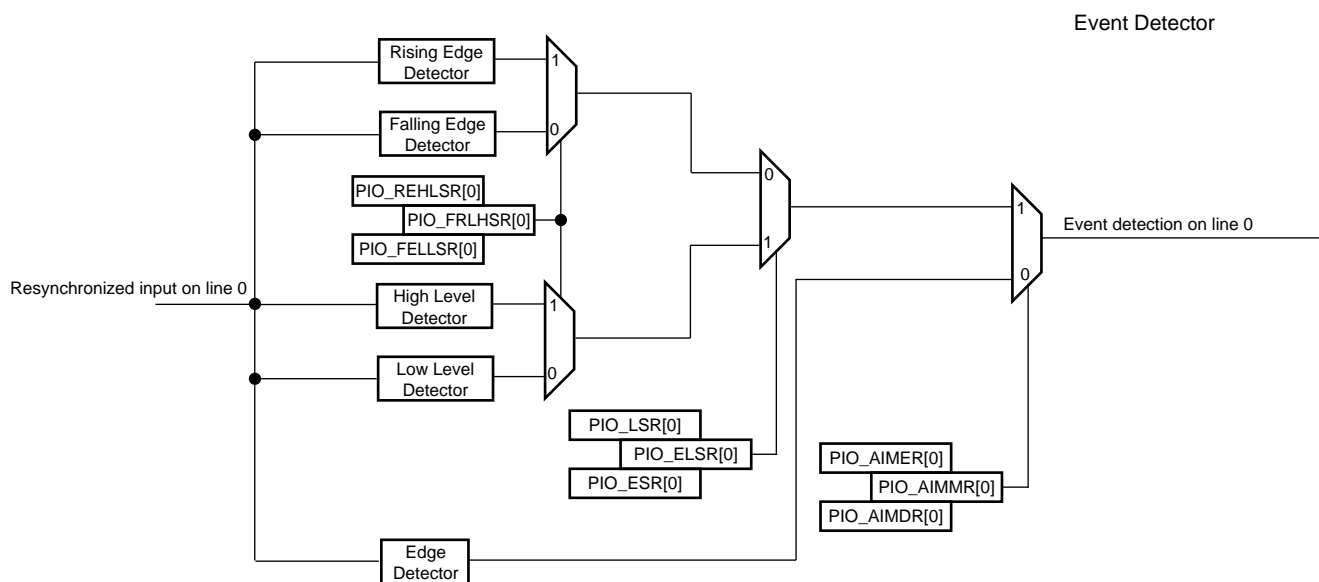 Event Detector
Rising Edge
Detector
1
Falling Edge
Detector
0
PIO_REHLSR[0]
PIO_FRLHSR[0]
PIO_FELLSR[0]
0
1
1
0
Event detection on line 0
Resynchronized input on line 0
High Level
Detector
1
Low Level
Detector
0
PIO_LSR[0]
PIO_ELSR[0]
PIO_ESR[0]
PIO_AIMER[0]
PIO_AIMMR[0]
PIO_AIMDR[0]
Edge
Detector